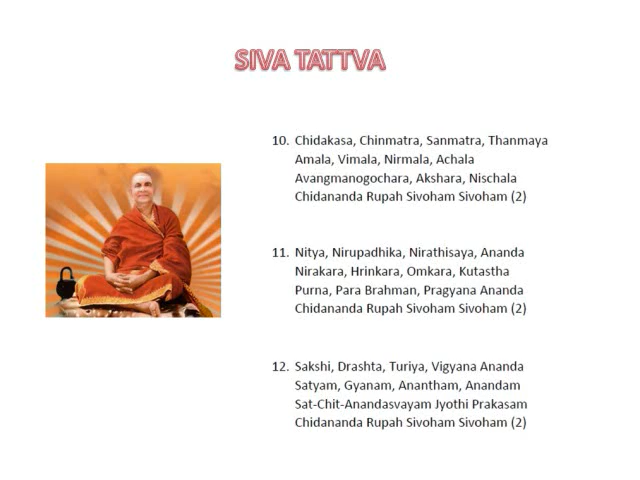 SIVA TATTVA
10. Chidakasa, Chinmatra, Sanmatra, Thanmaya
Amala, Vimala, Nirmala, Achala
Avangmanogochara, Akshara, Nischala
Chidananda Rupah Sivoham Sivoham (2)
11. Nitya, Nirupadhika, Nirathisaya, Ananda
Nirakara, Hrinkara, Omkara, Kutastha
Purna, Para Brahman, Pragyana Ananda
Chidananda Rupah Sivoham Sivoham (2)
12. Sakshi, Drashta, Turiya, Vigyana Ananda
Satyam, Gyanam, Anantham, Anandam
Sat-Chit-Anandasvayam Jyothi Prakasam
Chidananda Rupah Sivoham Sivoham (2)